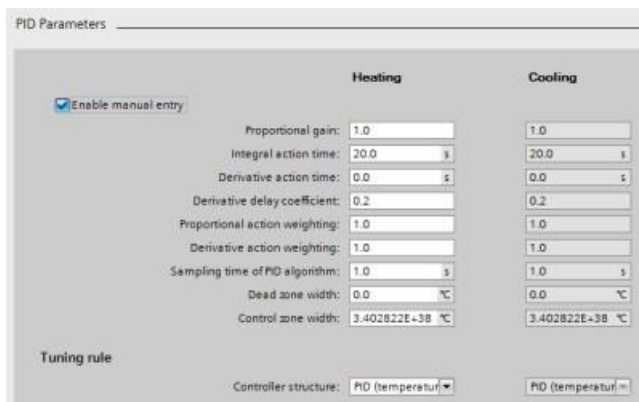 PID Parameters
Heating Cooling
Enable manual entry
Proportional gain: 1.0 1.0
Integral action time: 20.0 s 20.0 s
Derivative action time: 0.0 s 0.0 s
Derivative delay coefficient: 0.2 0.2
Proportional action weighting: 1.0 1.0
Derivative action weighting: 1.0 1.0
Sampling time of PID algorithm: 1.0 s 1.0 s
Dead zone width: 0.0 °C 0.0 °C
Control zone width: 3.402822E+38 °C 3.402822E+38 °C
Tuning rule
Controller structure: PID (temperatur PID (temperatur